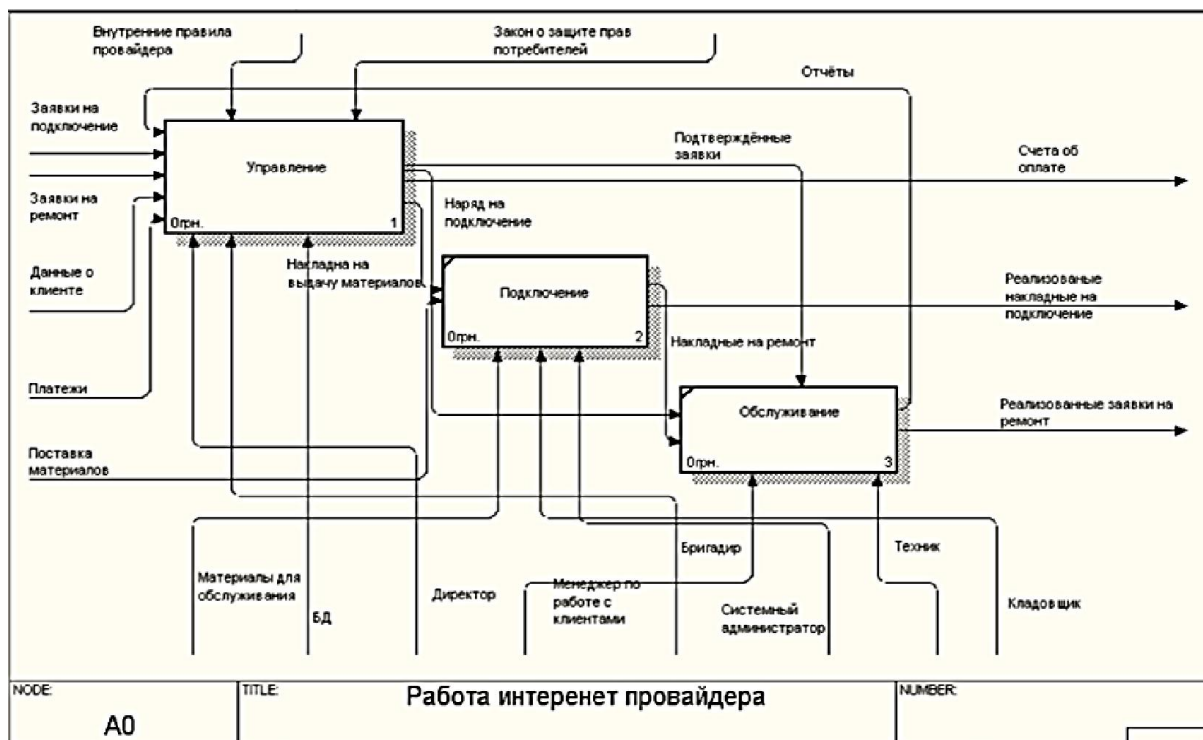 Внутренние правила
провайдера
Закон о защите прав
потребителей
Отчёты
Заявки на
подключение
Управление
0грн.
1
Подтверждённые
заявки
Счета об
оплате
Заявки на
ремонт
Наряд на
подключение
Данные о
клиенте
Накладна на
выдачу материалов
Подключение
0грн.
2
Реализованые
накладные на
подключение
Накладные на ремонт
Платежи
Обслуживание
0грн.
3
Реализованные заявки на
ремонт
Поставка
материалов
Материалы для
обслуживания
БД
Директор
Бригадир
Менеджер по
работе с
клиентами
Системный
администратор
Техник
Кладовщик
NODE:
A0
TITLE:
Работа интеренет провайдера
NUMBER: